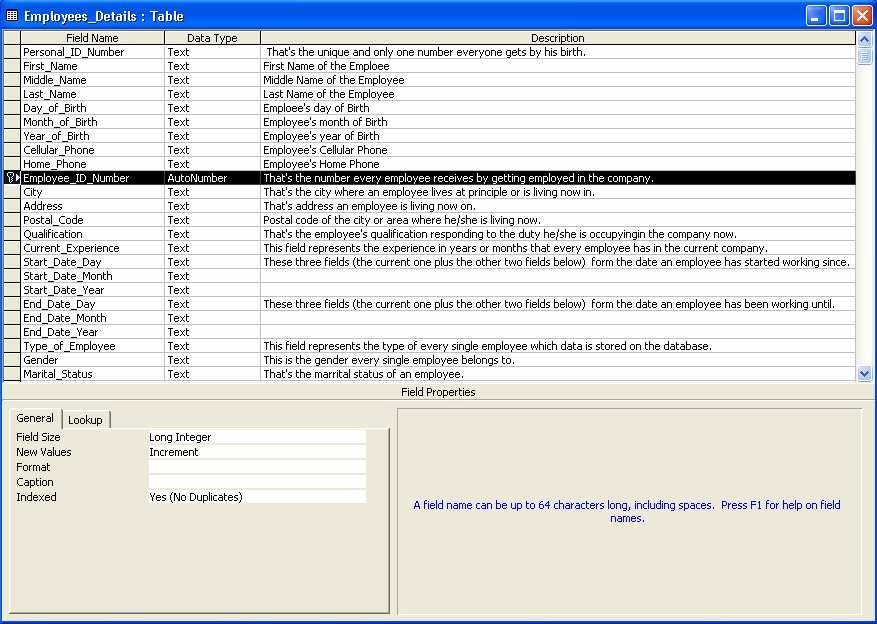 Employees_Details : Table
Field Name Data Type Description
Personal_ID_Number Text That's the unique and only one number everyone gets by his birth.
First_Name Text First Name of the Emploee
Middle_Name Text Middle Name of the Employee
Last_Name Text Last Name of the Employee
Day_of_Birth Text Emploee's day of Birth
Month_of_Birth Text Employee's month of Birth
Year_of_Birth Text Employee's year of Birth
Cellular_Phone Text Employee's Cellular Phone
Home_Phone Text Employee's Home Phone
Employee_ID_Number AutoNumber That's the number every employee receives by getting employed in the company.
City Text That's the city where an employee lives at principle or is living now in.
Address Text That's address an employee is living now on.
Postal_Code Text Postal code of the city or area where he/she is living now.
Qualification Text That's the employee's qualification responding to the duty he/she is occupyingin the company now.
Current_Experience Text This field represents the experience in years or months that every employee has in the current company.
Start_Date_Day Text These three fields (the current one plus the other two fields below) form the date an employee has started working since.
Start_Date_Month Text
Start_Date_Year Text
End_Date_Day Text These three fields (the current one plus the other two fields below) form the date an employee has been working until.
End_Date_Month Text
End_Date_Year Text
Type_of_Employee Text This field represents the type of every single employee which data is stored on the database.
Gender Text This is the gender every single employee belongs to.
Marital_Status Text That's the marrital status of an employee.
Field Properties
General Lookup
Field Size Long Integer
New Values Increment
Format
Caption
Indexed Yes (No Duplicates)
A field name can be up to 64 characters long, including spaces. Press F1 for help on field
names.